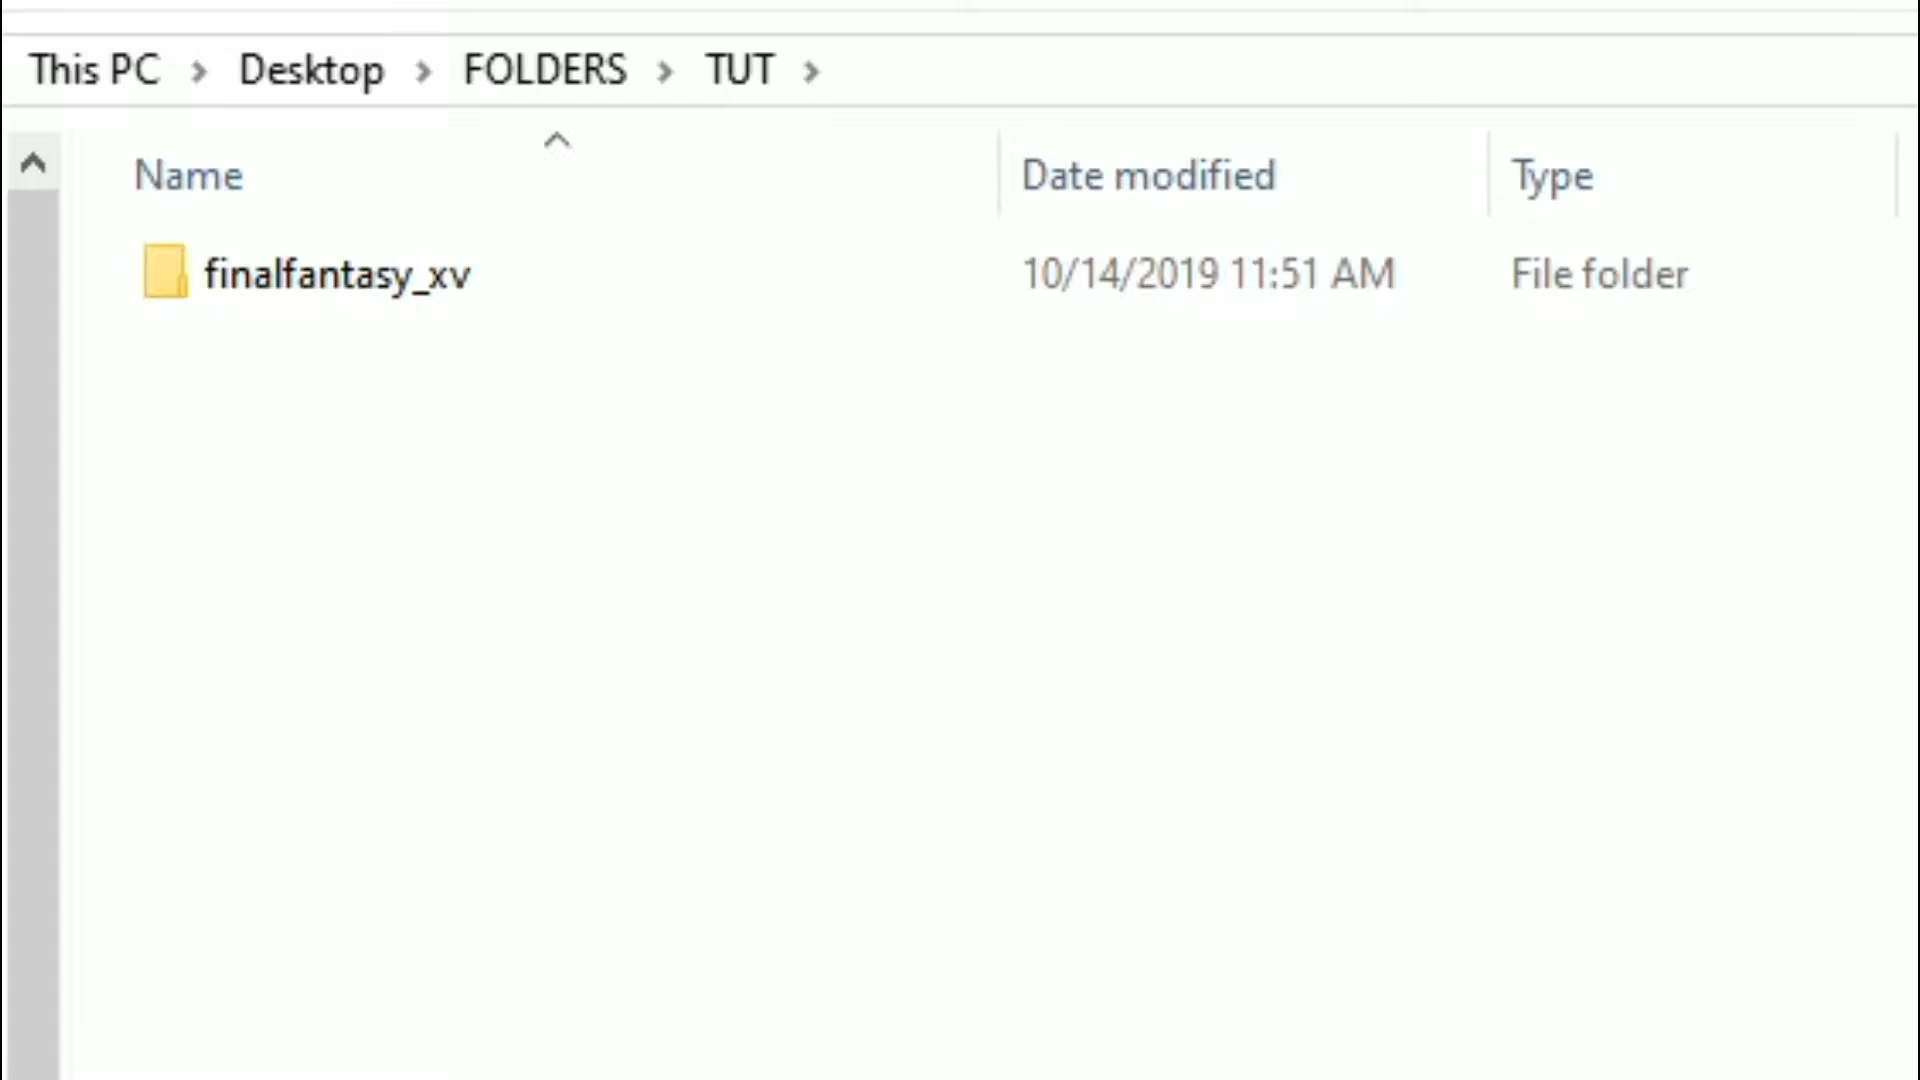 This PC > Desktop > FOLDERS > TUT >
Name Date modified Type
finalfantasy_xv 10/14/2019 11:51 AM File folder